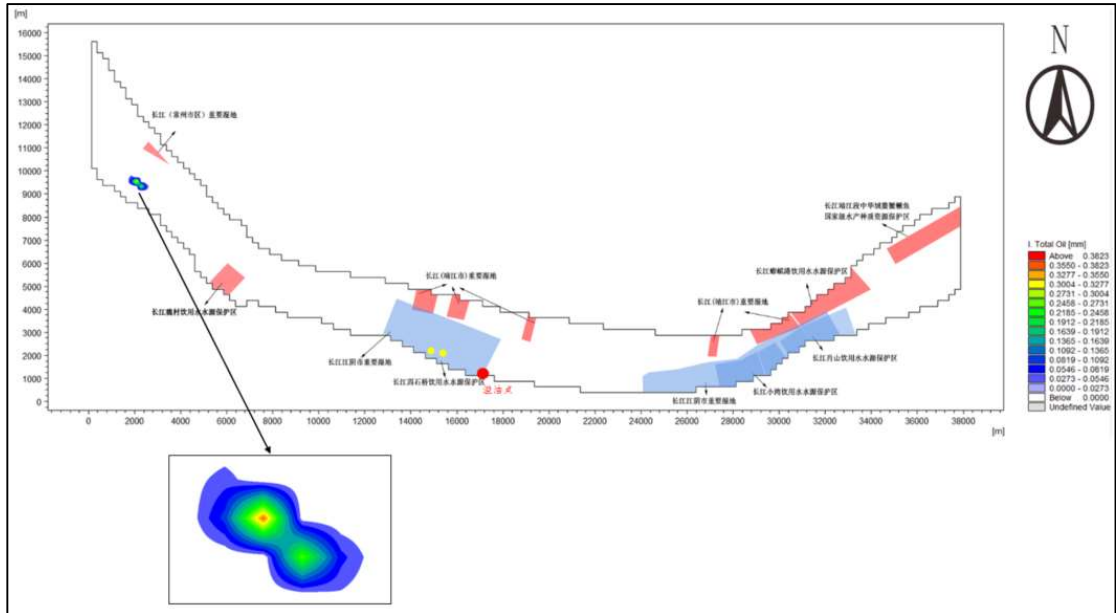 [m]
N
16000
15000
14000
13000
12000
11000
10000
9000
8000
7000
6000
5000
4000
3000
2000
1000
0
长江（常州市区）重要湿地
长江魏村饮用水水源保护区
长江(靖江市)重要湿地
长江江阴市重要湿地
长江西石桥饮用水水源保护区
溢油点
长江靖江段中华绒螯蟹鳜鱼
国家级水产种质资源保护区
长江蟛蜞港饮用水水源保护区
长江(靖江市)重要湿地
长江肖山饮用水水源保护区
长江小湾饮用水水源保护区
长江江阴市重要湿地
0 2000 4000 6000 8000 10000 12000 14000 16000 18000 20000 22000 24000 26000 28000 30000 32000 34000 36000 38000
[m]
I. Total Oil [mm]
Above 0.3823
0.3550 - 0.3823
0.3277 - 0.3550
0.3004 - 0.3277
0.2731 - 0.3004
0.2458 - 0.2731
0.2185 - 0.2458
0.1912 - 0.2185
0.1639 - 0.1912
0.1365 - 0.1639
0.1092 - 0.1365
0.0819 - 0.1092
0.0546 - 0.0819
0.0273 - 0.0546
0.0000 - 0.0273
Below 0.0000
Undefined Value